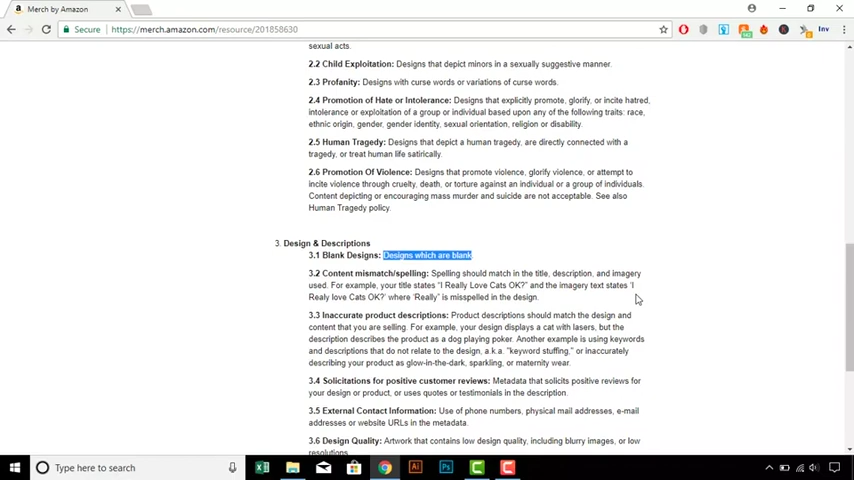 Merch by Amazon
Secure
https://merch.amazon.com/resource/201858630
Inv
sexual acts.
2.2 Child Exploitation: Designs that depict minors in a sexually suggestive manner.
2.3 Profanity: Designs with curse words or variations of curse words.
2.4 Promotion of Hate or Intolerance: Designs that explicitly promote, glorify, or incite hatred,
intolerance or exploitation of a group or individual based upon any of the following traits: race,
ethnic origin, gender, gender identity, sexual orientation, religion or disability.
2.5 Human Tragedy: Designs that depict a human tragedy, are directly connected with a
tragedy, or treat human life satirically.
2.6 Promotion Of Violence: Designs that promote violence, glorify violence, or attempt to
incite violence through cruelty, death, or torture against an individual or a group of individuals.
Content depicting or encouraging mass murder and suicide are not acceptable. See also
Human Tragedy policy.
3. Design & Descriptions
3.1 Blank Designs: Designs which are blank
3.2 Content mismatch/spelling: Spelling should match in the title, description, and imagery
used. For example, your title states "I Really Love Cats OK?" and the imagery text states 'I
Realy love Cats OK?' where 'Really' is misspelled in the design.
3.3 Inaccurate product descriptions: Product descriptions should match the design and
content that you are selling. For example, your design displays a cat with lasers, but the
description describes the product as a dog playing poker. Another example is using keywords
and descriptions that do not relate to the design, a.k.a. "keyword stuffing," or inaccurately
describing your product as glow-in-the-dark, sparkling, or maternity wear.
3.4 Solicitations for positive customer reviews: Metadata that solicits positive reviews for
your design or product, or uses quotes or testimonials in the description.
3.5 External Contact Information: Use of phone numbers, physical mail addresses, e-mail
addresses or website URLs in the metadata.
3.6 Design Quality: Artwork that contains low design quality, including blurry images, or low
resolutions
Type here to search
Ai
Ps